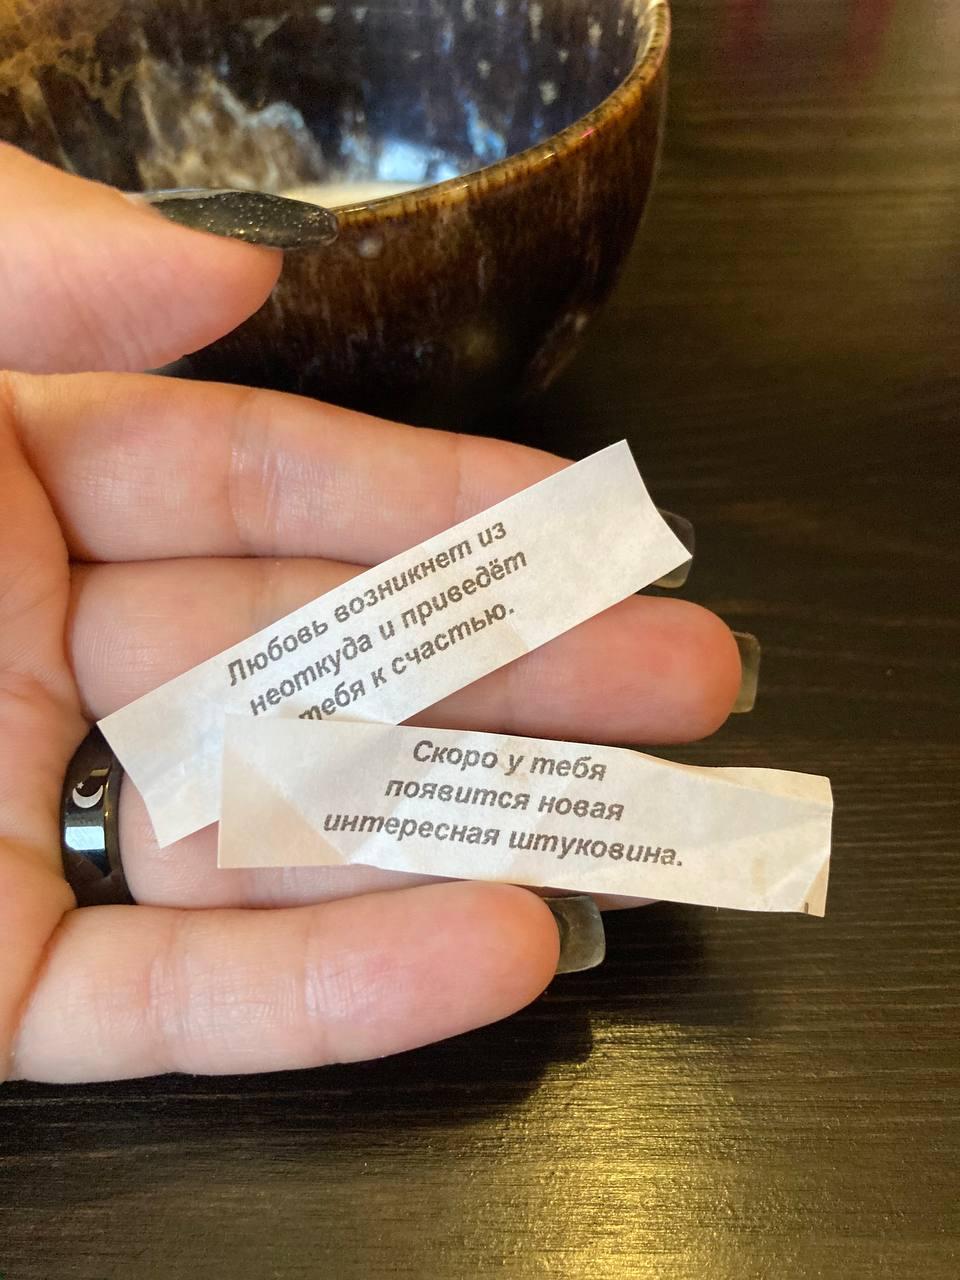 Любовь возникнет из
неоткуда и приведёт
тебя к счастью.
Скоро у тебя
появится новая
интересная штуковина.